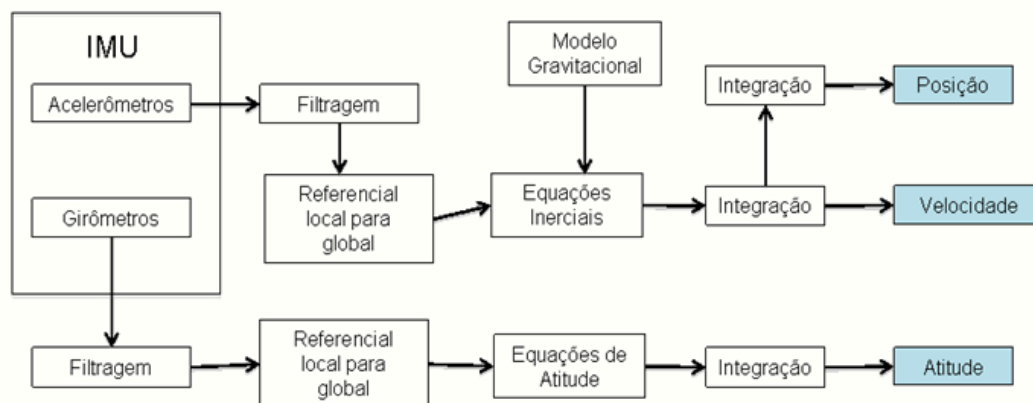 IMU
Modelo
Gravitacional
Acelerômetros
Filtragem
Integração
Posição
Girômetros
Referencial
local para
global
Equações
Inerciais
Integração
Velocidade
Filtragem
Referencial
local para
global
Equações de
Atitude
Integração
Atitude